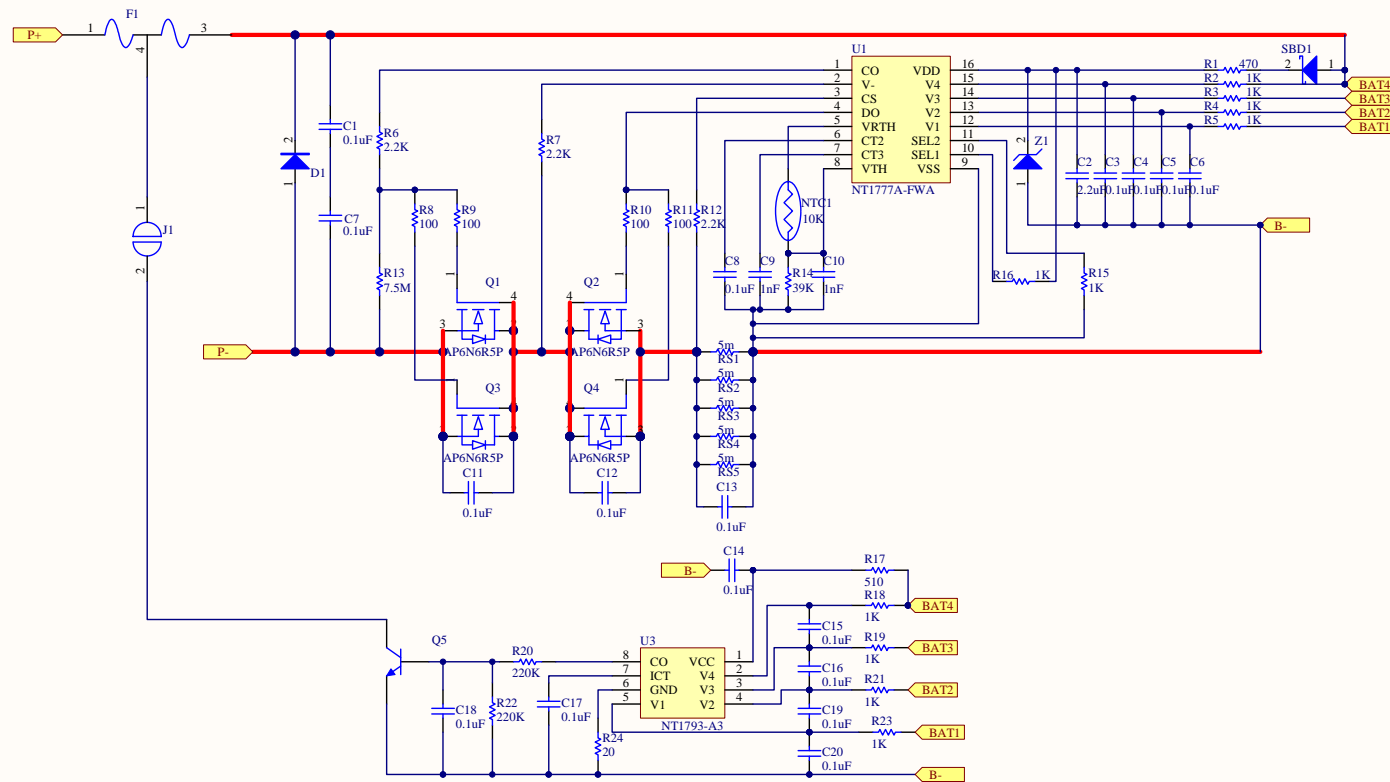 F1
P+ 1 3
4
U1
SBD1
1 CO VDD 16 R1 470 2 1
2 V- V4 15 R2 1K BAT4
3 CS V3 14 R3 1K BAT3
4 DO V2 13 R4 1K BAT2
5 VRTH V1 12 R5 1K BAT1
6 CT2 SEL2 11
7 CT3 SEL1 10
8 VTH VSS 9
NT1777A-FWA
C1
0.1uF
R6
2.2K
R7
2.2K
2
D1
1
2
Z1
1
C2 C3 C4 C5 C6
2.2uF 0.1uF 0.1uF 0.1uF 0.1uF
NTC1
10K
C7
0.1uF
R8
100
R9
100
R10
100
R11
100
R12
2.2K
B-
1
J1
2
R13
7.5M
1
Q1
4
3
AP6N6R5P
1
Q2
4
3
AP6N6R5P
C8
0.1uF
C9
1nF
R14
39K
C10
1nF
R16 1K
R15
1K
P-
5m
RS1
5m
RS2
5m
RS3
5m
RS4
5m
RS5
1
Q3
AP6N6R5P
Q4
1
AP6N6R5P
C11
0.1uF
C12
0.1uF
C13
0.1uF
C14
B-
0.1uF
R17
510
R18
BAT4
1K
C15
0.1uF
R19
BAT3
1K
C16
0.1uF
R21
BAT2
1K
C19
0.1uF
R23
BAT1
1K
C20
0.1uF
B-
Q5
R20
220K
R22
220K
C18
0.1uF
C17
0.1uF
R24
20
U3
8 CO VCC 1
7 ICT V4 2
6 GND V3 3
5 V1 V2 4
NT1793-A3